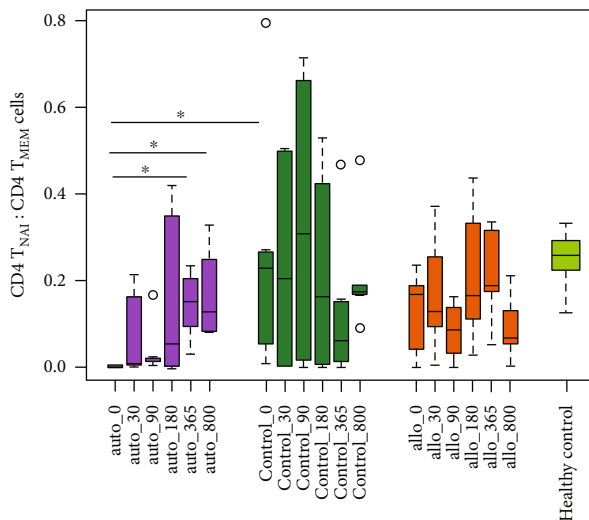 0.8
0.6
0.4
0.2
0.0
CD4 T_NAI : CD4 T_MEM cells
*
*
*
auto_0
auto_30
auto_90
auto_180
auto_365
auto_800
Control_0
Control_30
Control_90
Control_180
Control_365
Control_800
allo_0
allo_30
allo_90
allo_180
allo_365
allo_800
Healthy control